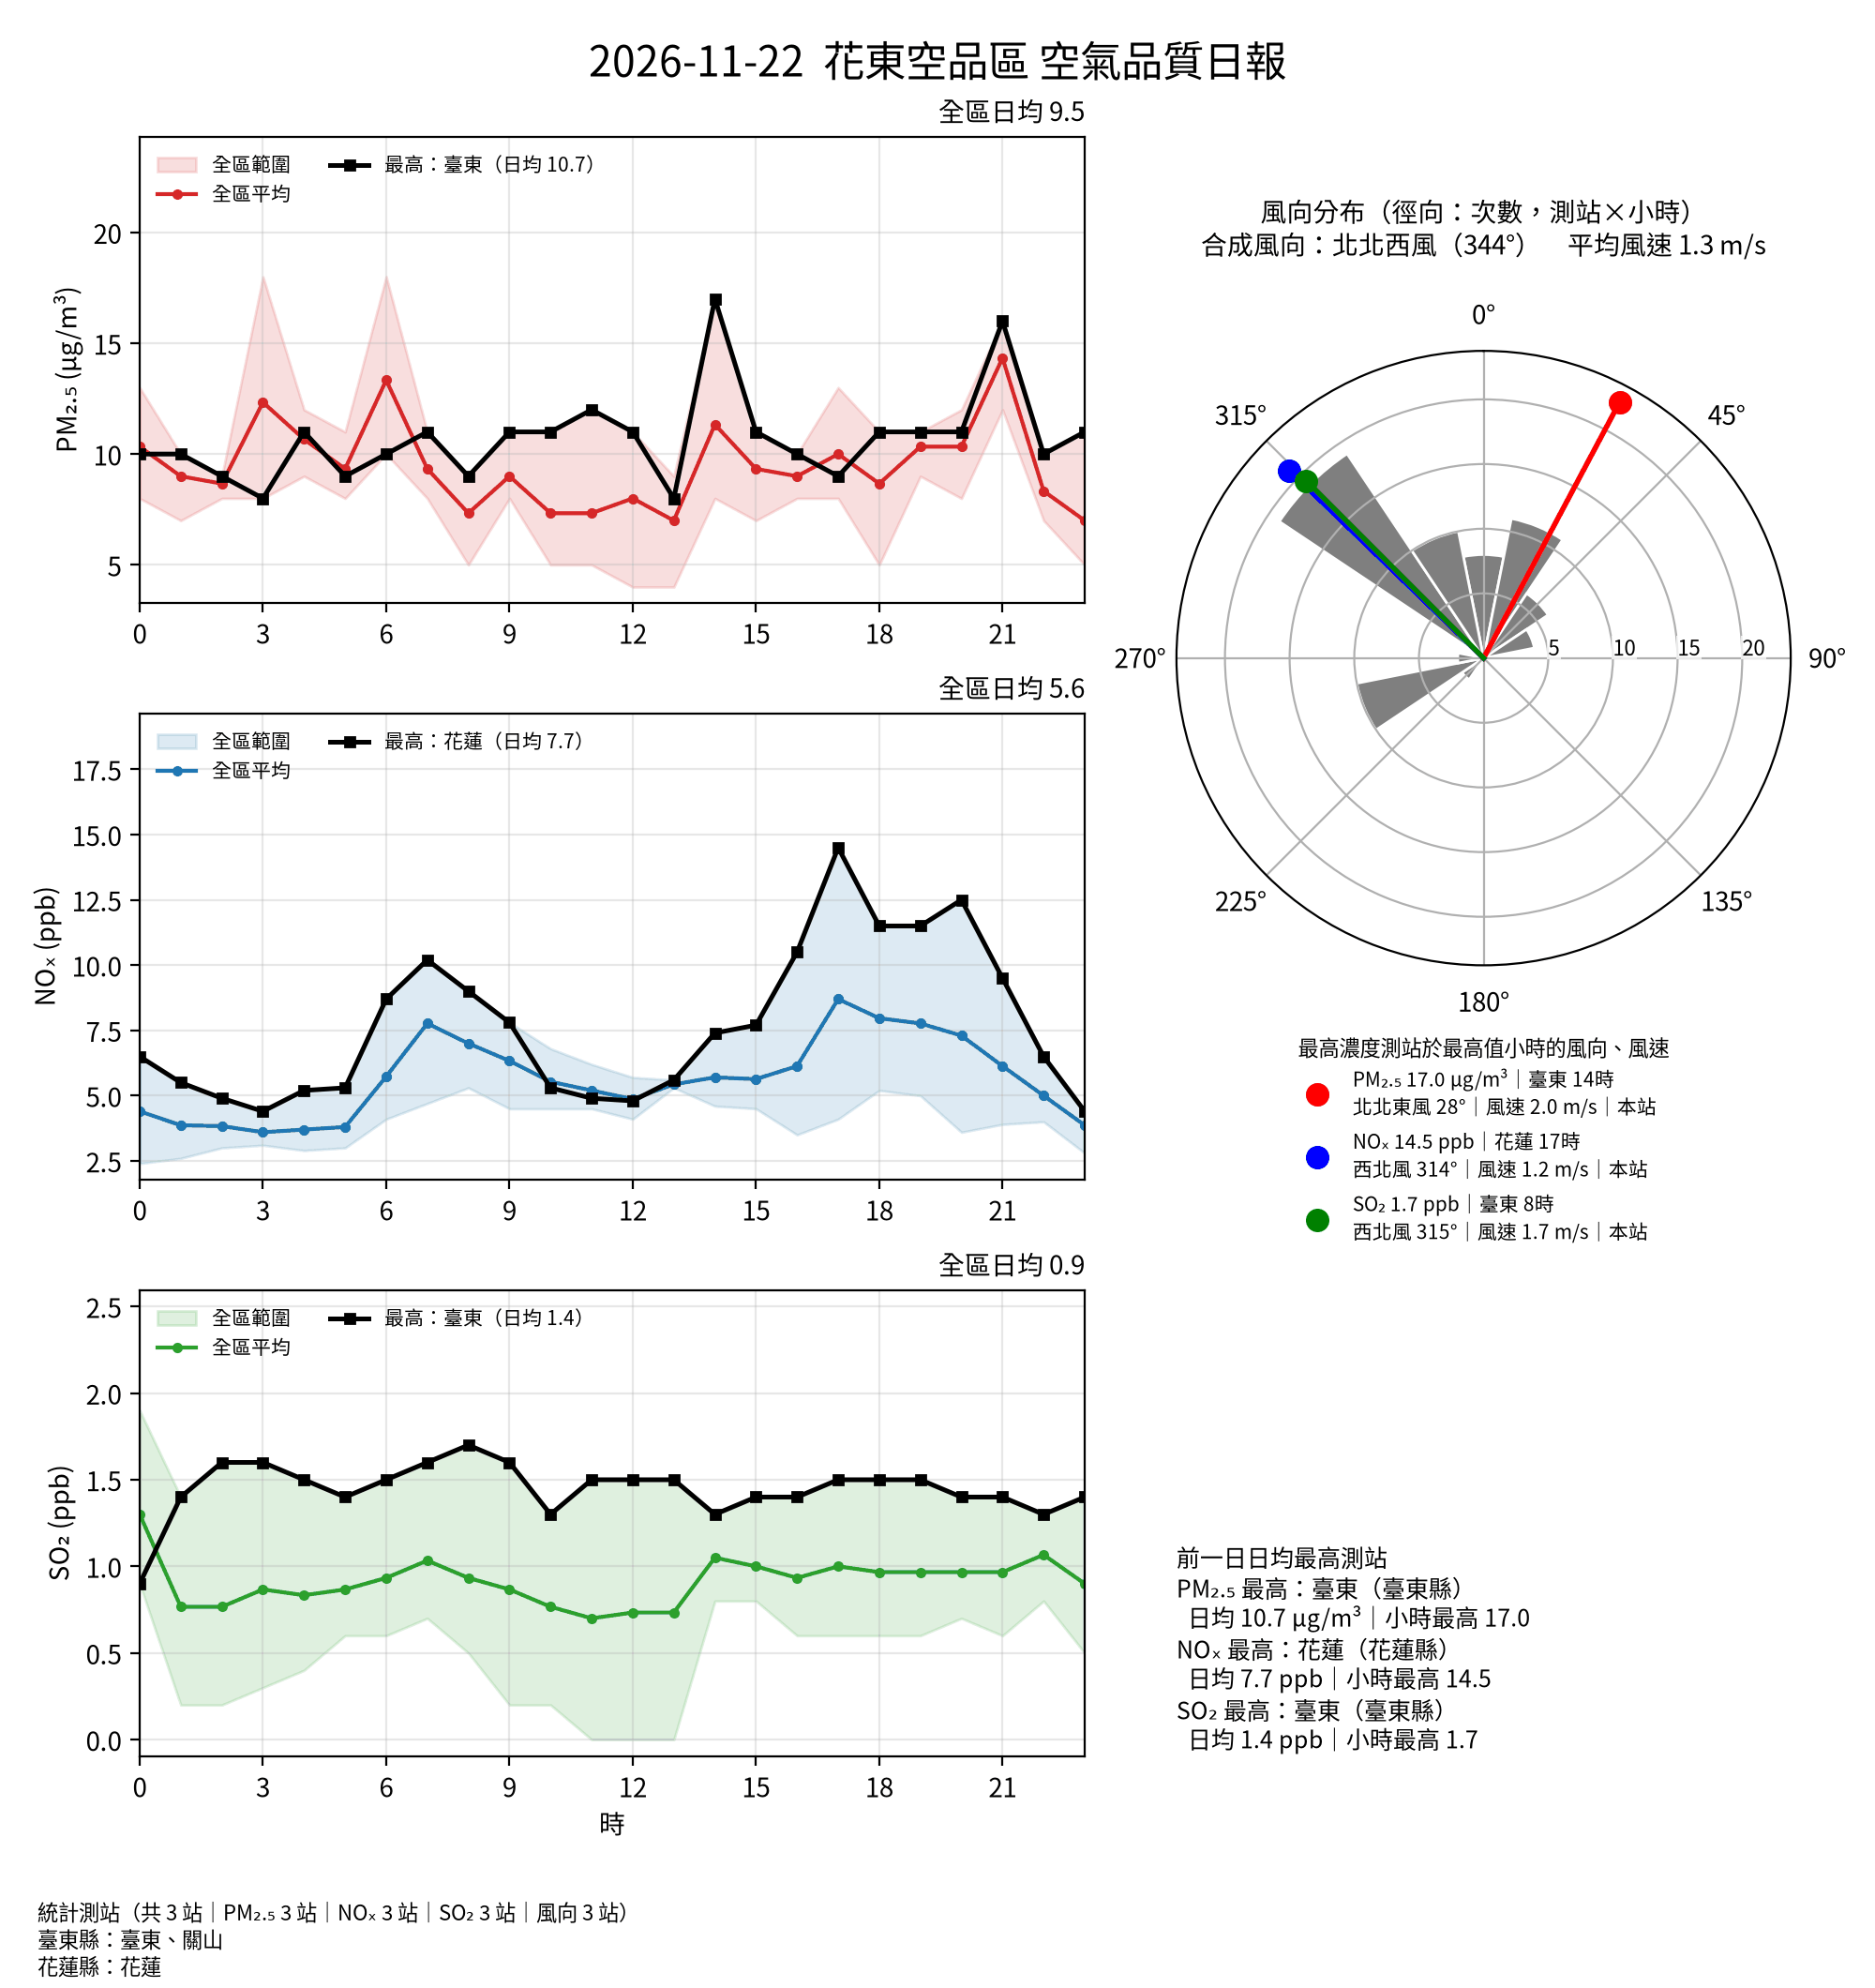 2026-11-22 花東空品區 空氣品質日報
全區日均 9.5
全區範圍
全區平均
最高：臺東（日均 10.7）
PM₂.₅ (μg/m³)
20
15
10
5
0 3 6 9 12 15 18 21
全區日均 5.6
全區範圍
全區平均
最高：花蓮（日均 7.7）
NOₓ (ppb)
17.5
15.0
12.5
10.0
7.5
5.0
2.5
0 3 6 9 12 15 18 21
全區日均 0.9
全區範圍
全區平均
最高：臺東（日均 1.4）
SO₂ (ppb)
2.5
2.0
1.5
1.0
0.5
0.0
0 3 6 9 12 15 18 21
時
風向分布（徑向：次數，測站×小時）
合成風向：北北西風（344°） 平均風速 1.3 m/s
0°
45°
90°
135°
180°
225°
270°
315°
5 10 15 20
最高濃度測站於最高值小時的風向、風速
PM₂.₅ 17.0 μg/m³｜臺東 14時
北北東風 28°｜風速 2.0 m/s｜本站
NOₓ 14.5 ppb｜花蓮 17時
西北風 314°｜風速 1.2 m/s｜本站
SO₂ 1.7 ppb｜臺東 8時
西北風 315°｜風速 1.7 m/s｜本站
前一日日均最高測站
PM₂.₅ 最高：臺東（臺東縣）
日均 10.7 μg/m³｜小時最高 17.0
NOₓ 最高：花蓮（花蓮縣）
日均 7.7 ppb｜小時最高 14.5
SO₂ 最高：臺東（臺東縣）
日均 1.4 ppb｜小時最高 1.7
統計測站（共 3 站｜PM₂.₅ 3 站｜NOₓ 3 站｜SO₂ 3 站｜風向 3 站）
臺東縣：臺東、關山
花蓮縣：花蓮